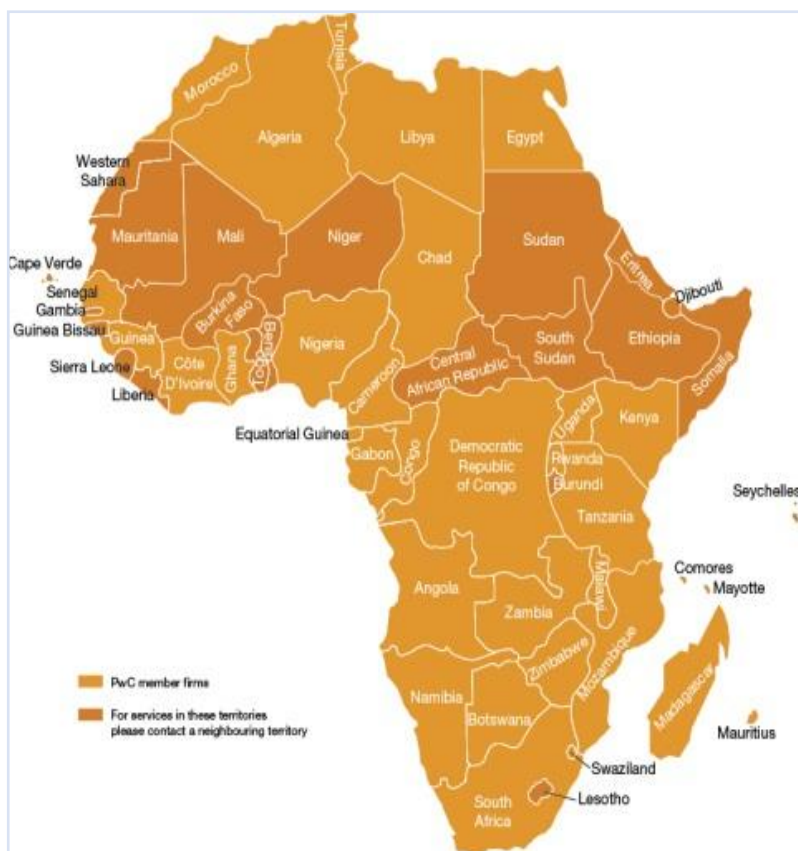 Tunisia
Morocco
Algeria
Libya
Egypt
Western
Sahara
Mauritania
Mali
Niger
Chad
Sudan
Eritrea
Djibouti
Cape Verde
Senegal
Gambia
Guinea Bissau
Guinea
Sierra Leone
Liberia
Côte
D'Ivoire
Burkina
Faso
Ghana
Togo
Benin
Nigeria
Cameroon
Central
African Republic
South
Sudan
Ethiopia
Somalia
Equatorial Guinea
Gabon
Congo
Democratic
Republic
of Congo
Uganda
Kenya
Rwanda
Burundi
Tanzania
Seychelles
Comores
Mayotte
Angola
Zambia
Malawi
Mozambique
Zimbabwe
Madagascar
Mauritius
Namibia
Botswana
Swaziland
Lesotho
South
Africa
PwC member firms
For services in these territories
please contact a neighbouring territory